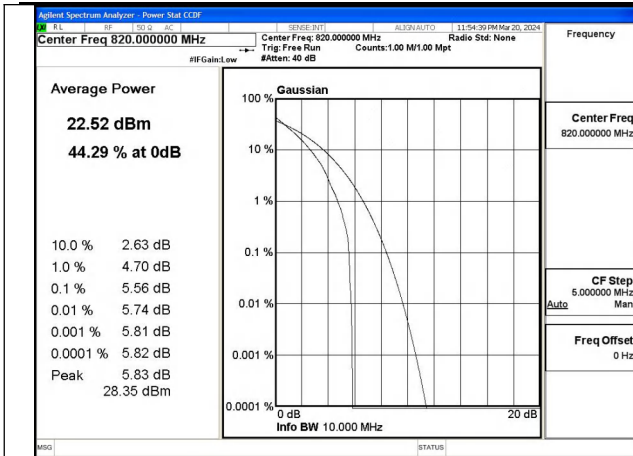 Agilent Spectrum Analyzer - Power Stat CCDF
RL RF 50 Ω AC SENSE:INT ALIGN AUTO 11:54:39 PM Mar 20, 2024
Center Freq 820.000000 MHz
Center Freq: 820.000000 MHz Radio Std: None
Trig: Free Run Counts:1.00 M/1.00 Mpt
#IFGain:Low #Atten: 40 dB
Frequency
Average Power
22.52 dBm
44.29 % at 0dB
10.0 % 2.63 dB
1.0 % 4.70 dB
0.1 % 5.56 dB
0.01 % 5.74 dB
0.001 % 5.81 dB
0.0001 % 5.82 dB
Peak 5.83 dB
28.35 dBm
Gaussian
100 %
10 %
1 %
0.1 %
0.01 %
0.001 %
0.0001 %
0 dB 20 dB
Info BW 10.000 MHz
Center Freq
820.000000 MHz
CF Step
5.000000 MHz
Auto Man
Freq Offset
0 Hz
MSG STATUS